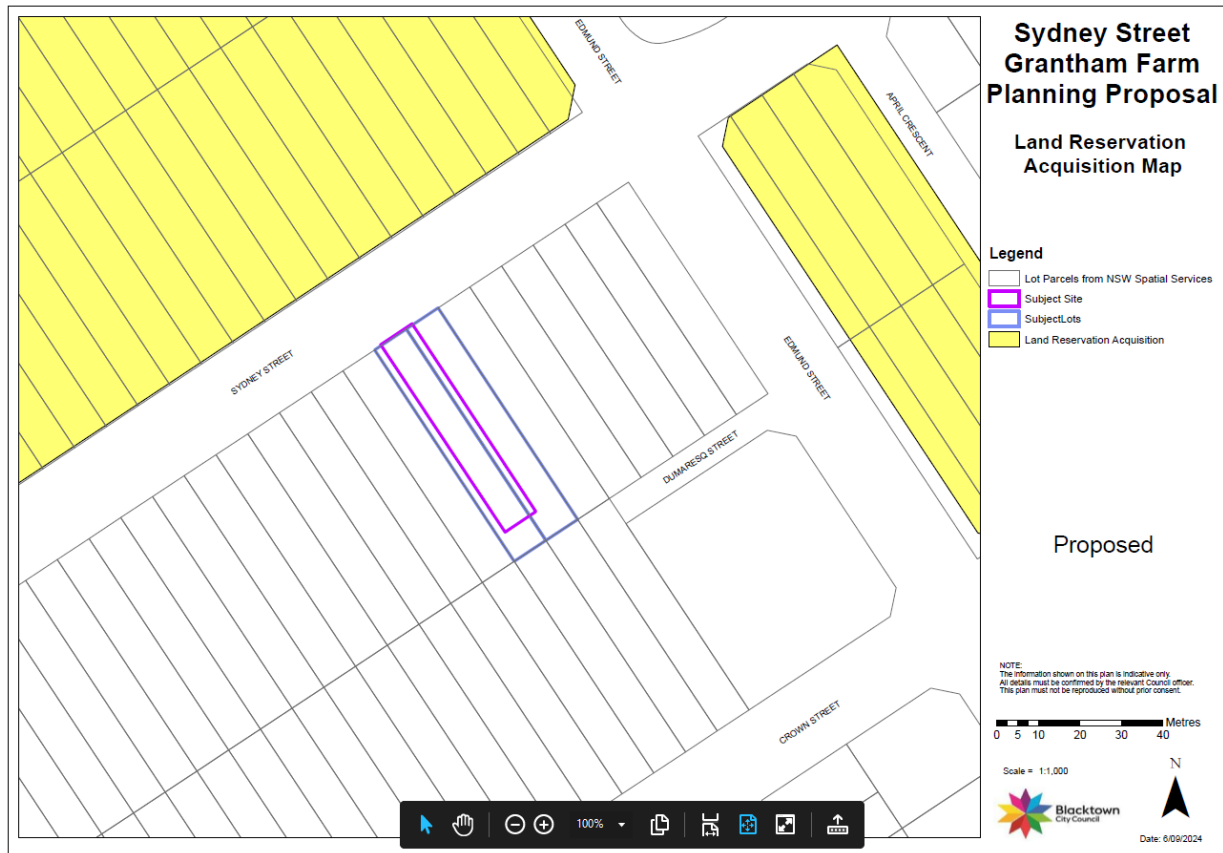 Sydney Street
Grantham Farm
Planning Proposal
Land Reservation
Acquisition Map
Legend
Lot Parcels from NSW Spatial Services
Subject Site
SubjectLots
Land Reservation Acquisition
EDMUND STREET
APRIL CRESCENT
SYDNEY STREET
EDMUND STREET
DUMARESQ STREET
CROWN STREET
Proposed
NOTE:
The information shown on this plan is indicative only.
All details must be confirmed by the relevant Council officer.
This plan must not be reproduced without prior consent.
Metres
0 5 10 20 30 40
Scale = 1:1,000
N
Blacktown
City Council
Date: 6/09/2024
100%